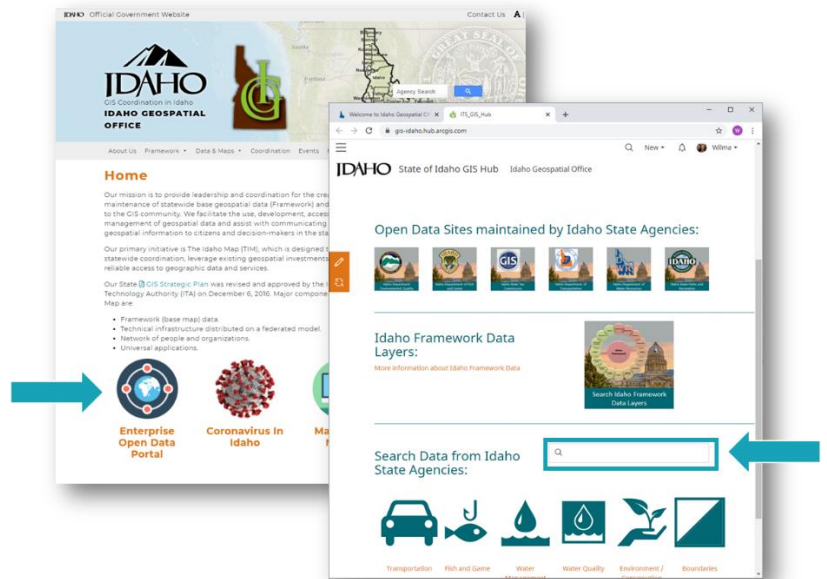 IDAHO Official Government Website
Contact Us A
IDAHO
GIS Coordination in Idaho
IDAHO GEOSPATIAL
OFFICE
Agency Search
About Us Framework Data & Maps Coordination Events
Home
Our mission is to provide leadership and coordination for the
maintenance of statewide base geospatial data (Framework) and
to the GIS community. We facilitate the use, development, access
management of geospatial data and assist with communicating
geospatial information to citizens and decision-makers in the
Our primary initiative is The Idaho Map (TIM), which is designed
statewide coordination, leverage existing geospatial investments
reliable access to geographic data and services.
Our State GIS Strategic Plan was revised and approved by the
Technology Authority (ITA) on December 6, 2016. Major
Map are:
• Framework (base map) data.
• Technical infrastructure distributed on a federated model.
• Network of people and organizations.
• Universal applications.
Enterprise
Open Data
Portal
Coronavirus In
Idaho
Welcome to Idaho Geospatial
ITS_GIS_Hub
gis-idaho.hub.arcgis.com
New
Wilma
IDAHO State of Idaho GIS Hub Idaho Geospatial Office
Open Data Sites maintained by Idaho State Agencies:
GIS
IDAHO
Idaho Framework Data
Layers:
More information about Idaho Framework Data
Search Idaho Framework
Data Layers
Search Data from Idaho
State Agencies:
Transportation Fish and Game Water Water Quality Environment / Boundaries
Management